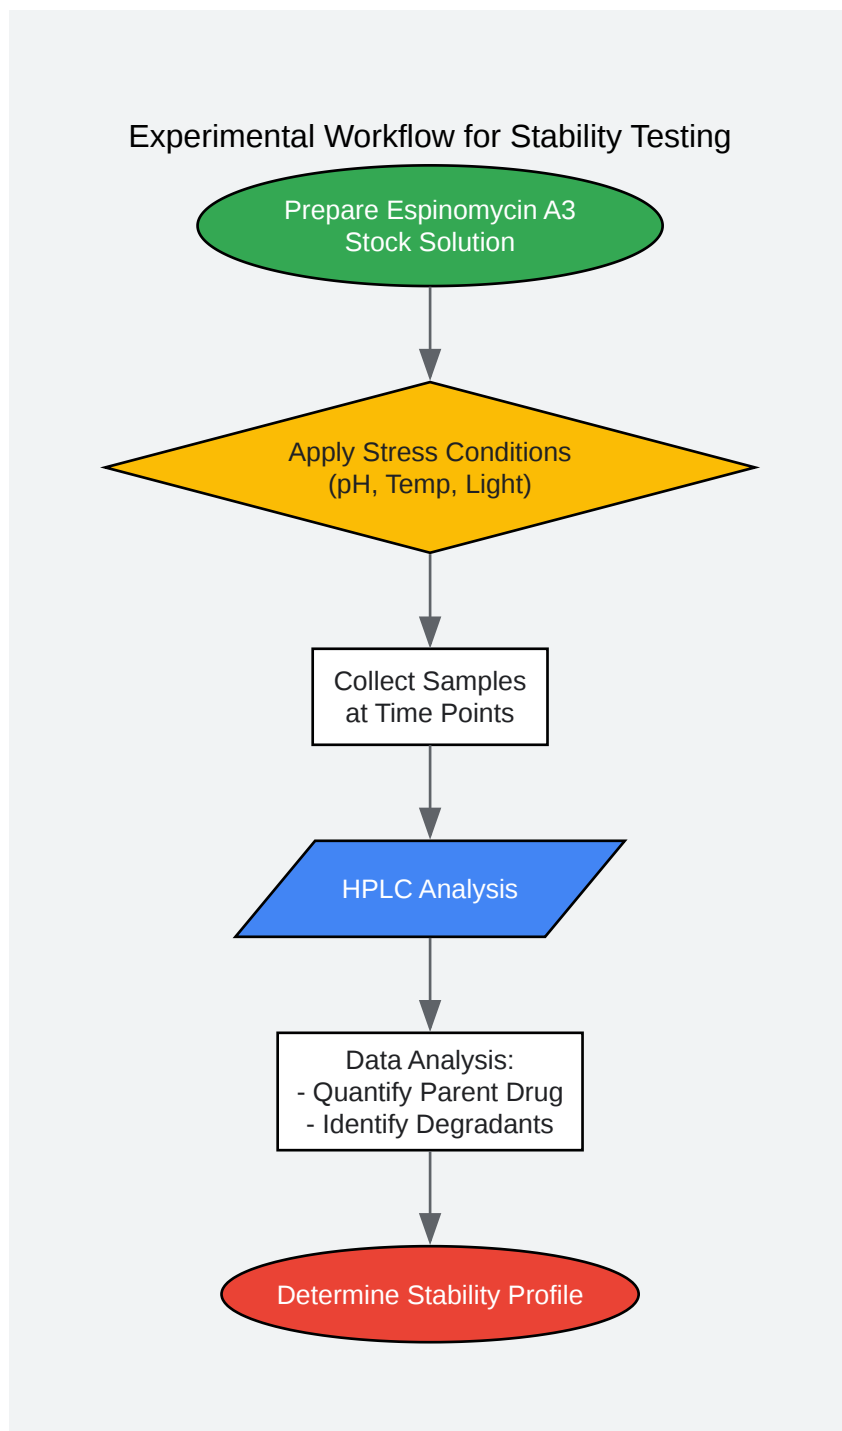 Experimental Workflow for Stability Testing
Prepare Espinomycin A3
Stock Solution
Apply Stress Conditions
(pH, Temp, Light)
Collect Samples
at Time Points
HPLC Analysis
Data Analysis:
- Quantify Parent Drug
- Identify Degradants
Determine Stability Profile